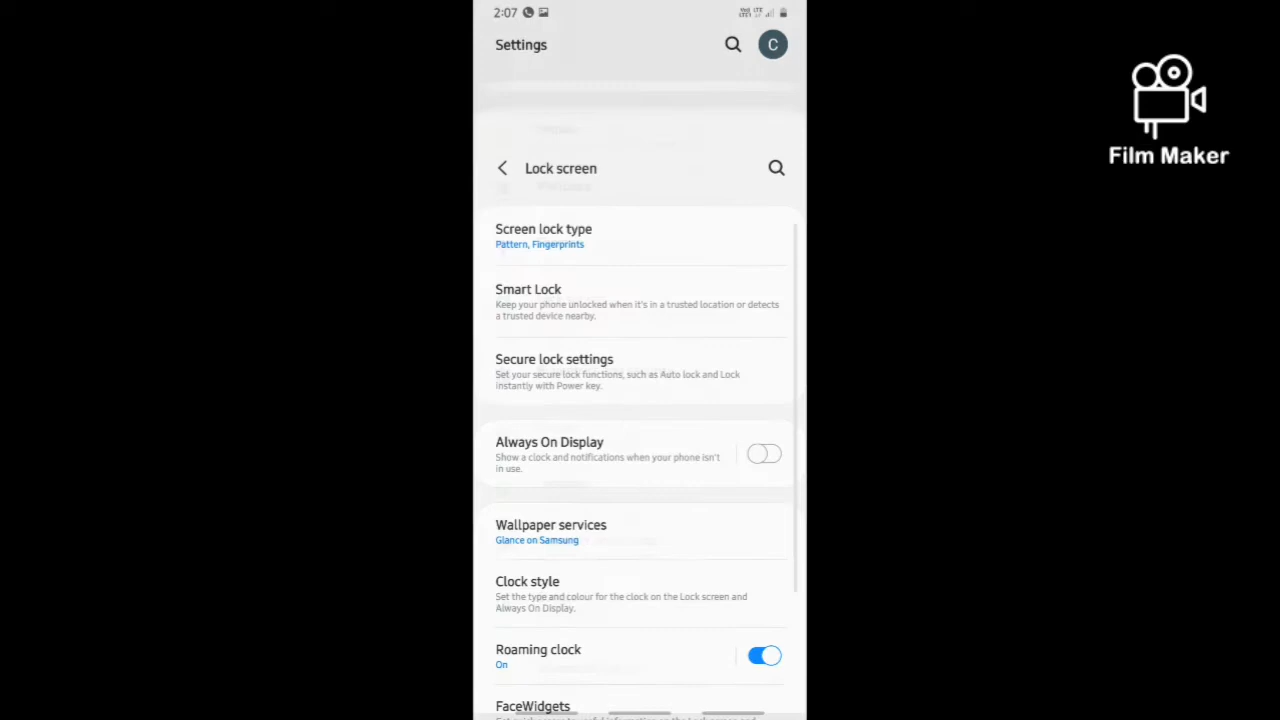 2:07
Settings
C
Film Maker
Lock screen
Screen lock type
Pattern, Fingerprints
Smart Lock
Keep your phone unlocked when it's in a trusted location or detects
a trusted device nearby.
Secure lock settings
Set your secure lock functions, such as Auto lock and Lock
instantly with Power key.
Always On Display
Show a clock and notifications when your phone isn't
in use.
Wallpaper services
Glance on Samsung
Clock style
Set the type and colour for the clock on the Lock screen and
Always On Display.
Roaming clock
On
FaceWidgets